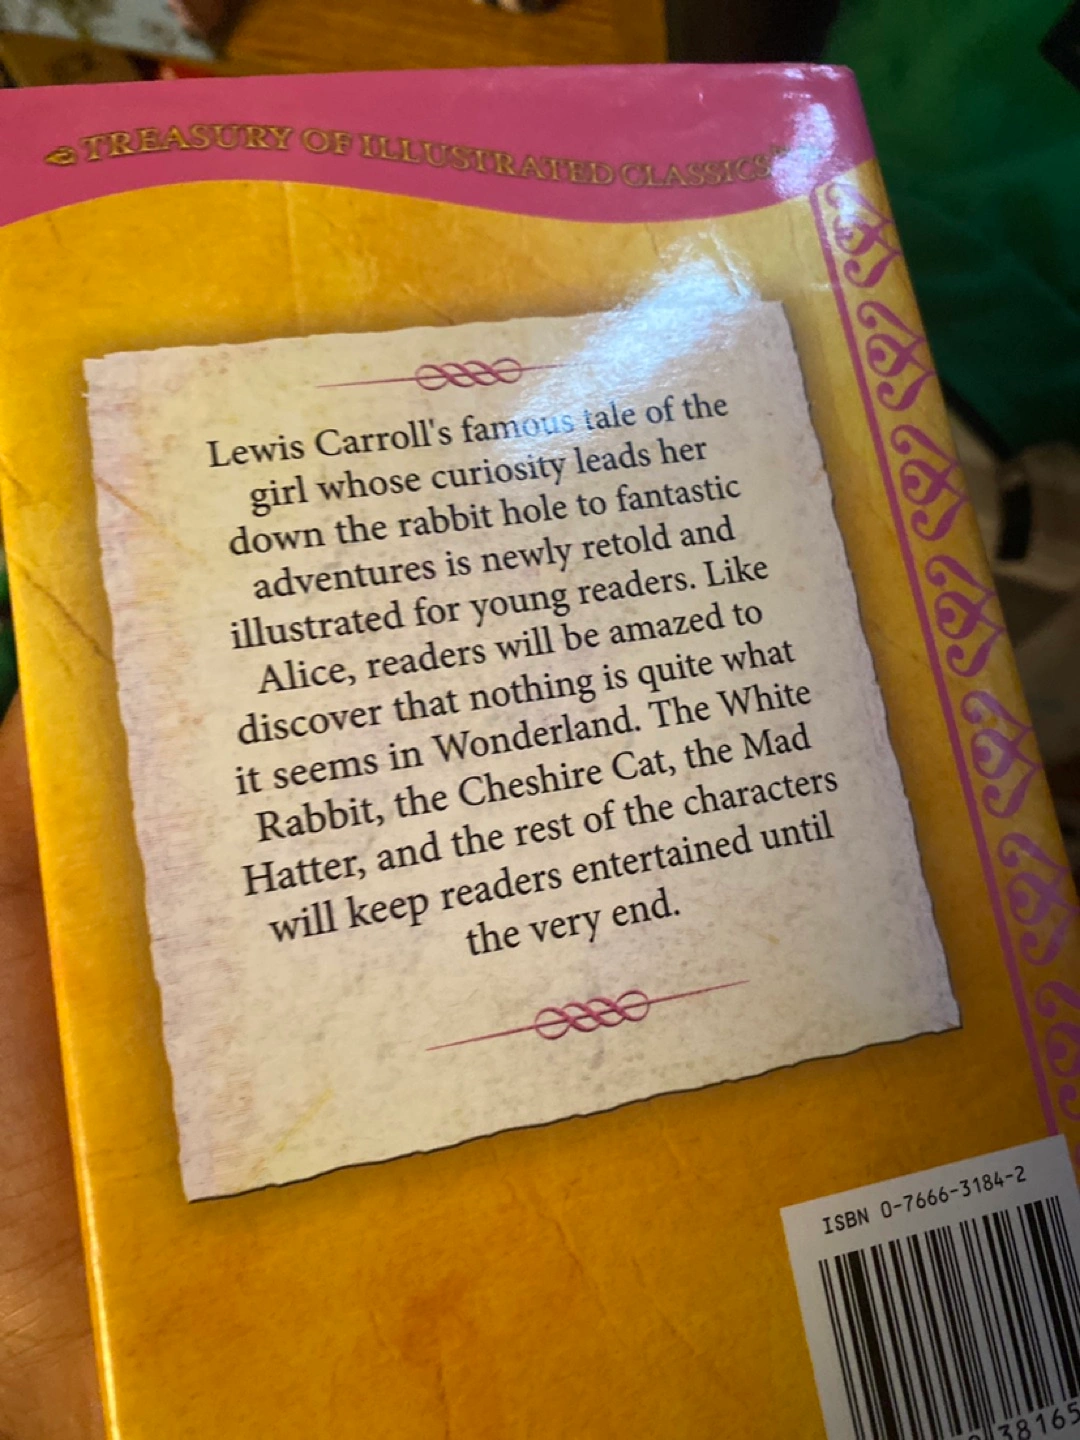 TREASURY OF ILLUSTRATED CLASSICS
Lewis Carroll's famous tale of the
girl whose curiosity leads her
down the rabbit hole to fantastic
adventures is newly retold and
illustrated for young readers. Like
Alice, readers will be amazed to
discover that nothing is quite what
it seems in Wonderland. The White
Rabbit, the Cheshire Cat, the Mad
Hatter, and the rest of the characters
will keep readers entertained until
the very end.
ISBN 0-7666-3184-2
38165